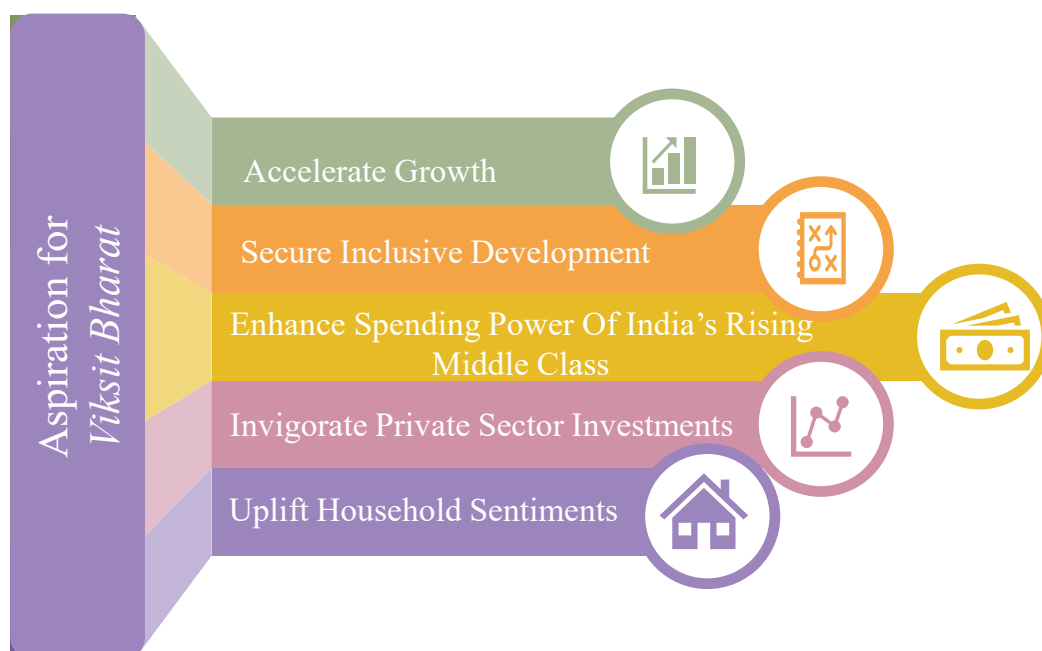 Aspiration for
Viksit Bharat
Accelerate Growth
Secure Inclusive Development
Enhance Spending Power Of India’s Rising
Middle Class
Invigorate Private Sector Investments
Uplift Household Sentiments